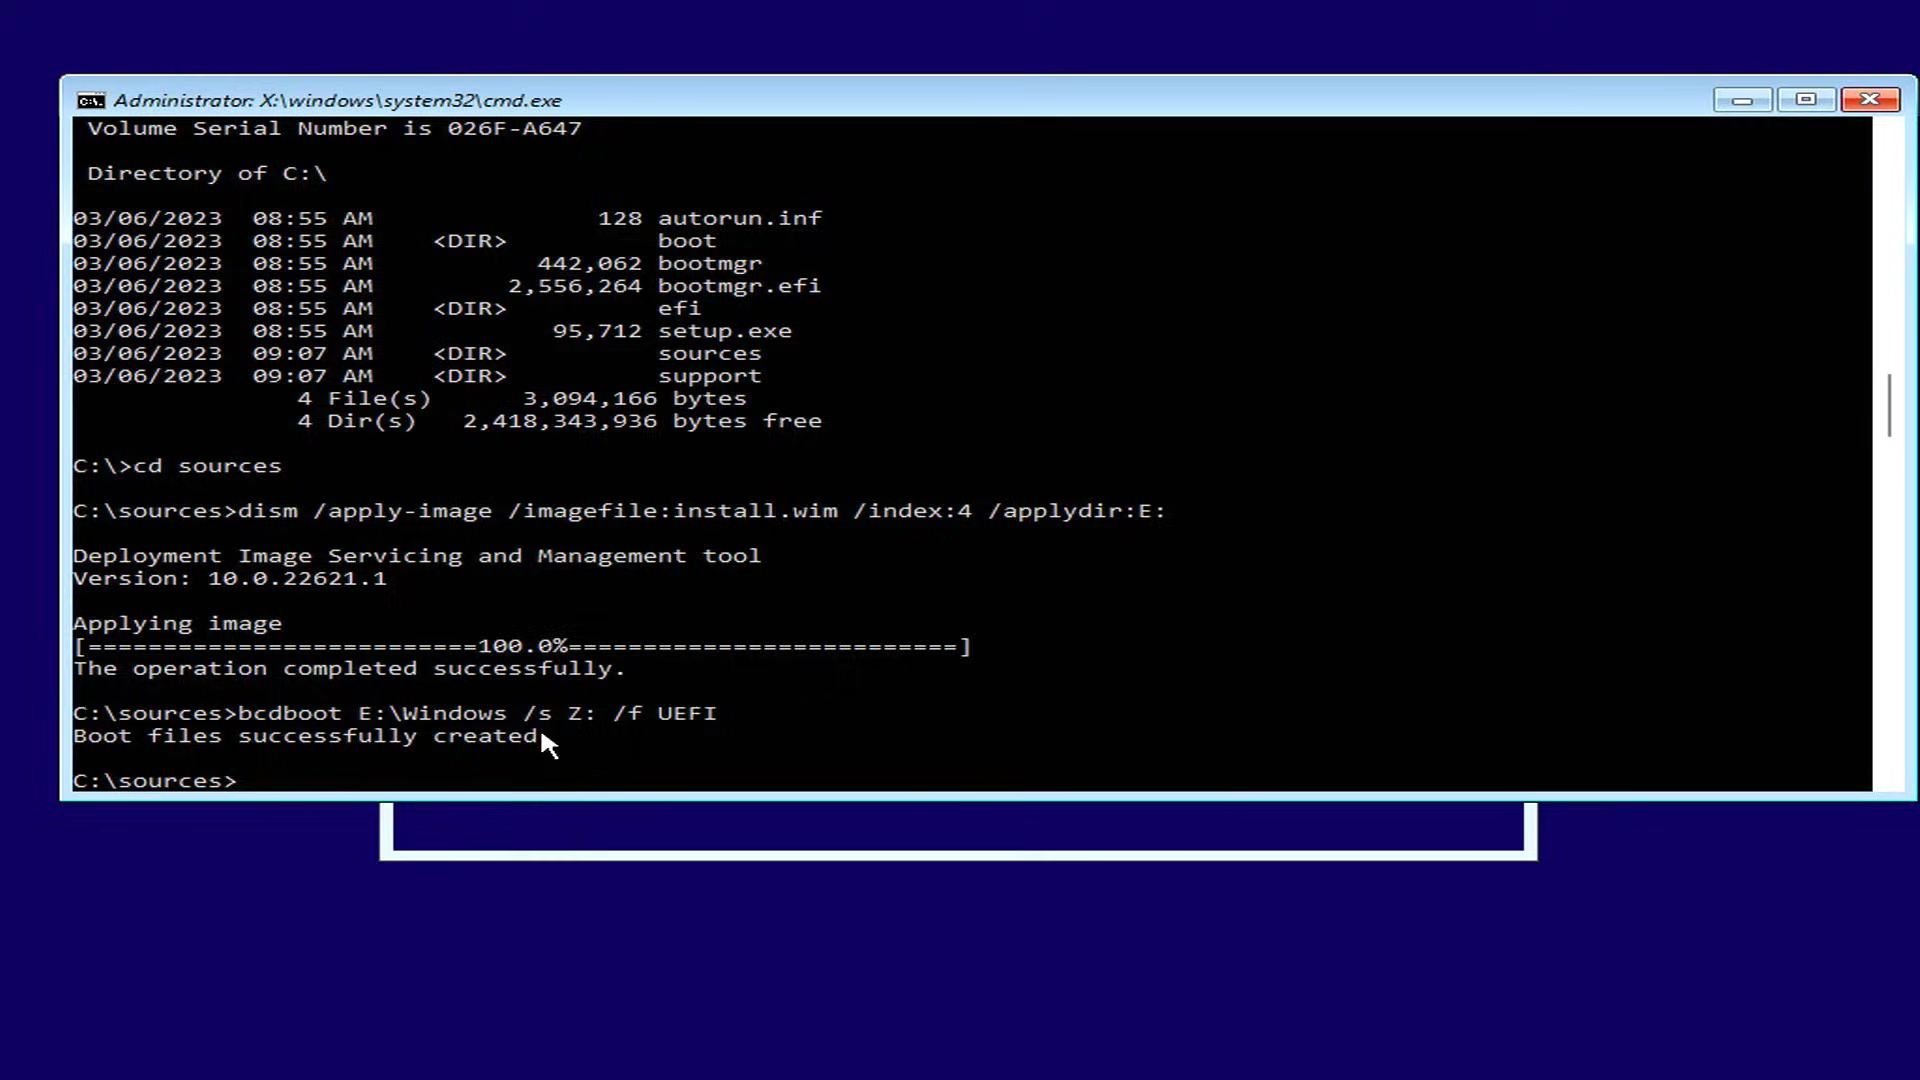 Administrator: X:\windows\system32\cmd.exe
Volume Serial Number is 026F-A647
Directory of C:\
03/06/2023 08:55 AM 128 autorun.inf
03/06/2023 08:55 AM <DIR> boot
03/06/2023 08:55 AM 442,062 bootmgr
03/06/2023 08:55 AM 2,556,264 bootmgr.efi
03/06/2023 08:55 AM <DIR> efi
03/06/2023 08:55 AM 95,712 setup.exe
03/06/2023 09:07 AM <DIR> sources
03/06/2023 09:07 AM <DIR> support
4 File(s) 3,094,166 bytes
4 Dir(s) 2,418,343,936 bytes free
C:\>cd sources
C:\sources>dism /apply-image /imagefile:install.wim /index:4 /applydir:E:
Deployment Image Servicing and Management tool
Version: 10.0.22621.1
Applying image
[==========================100.0%==========================]
The operation completed successfully.
C:\sources>bcdboot E:\Windows /s Z: /f UEFI
Boot files successfully created
C:\sources>